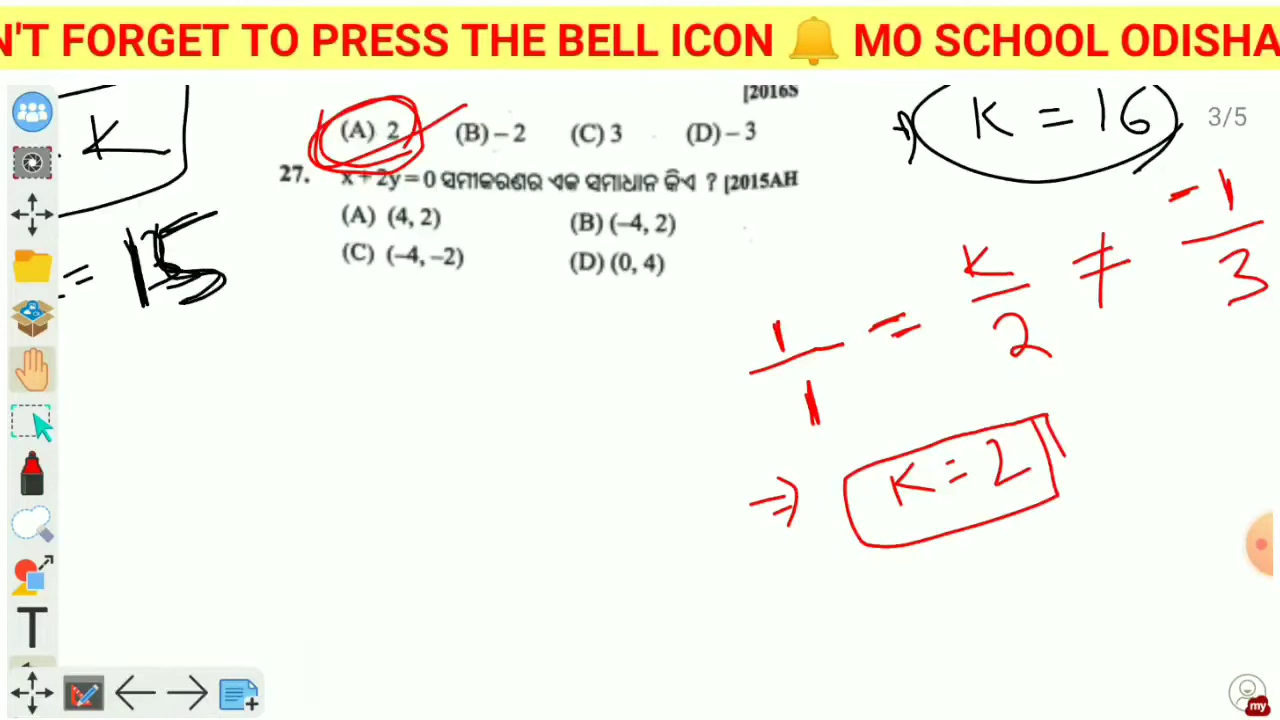 N'T FORGET TO PRESS THE BELL ICON 🔔 MO SCHOOL ODISHA
[2016S
K = 16
3/5
K
(A) 2 (B) – 2 (C) 3 (D) – 3
27. x + 2y = 0 ସମୀକରଣର ଏକ ସମାଧାନ କିଏ ? [2015AH
(A) (4, 2) (B) (–4, 2)
(C) (–4, –2) (D) (0, 4)
= 15
1/1 = K/2 ≠ -1/3
⇒ K = 2
T
my